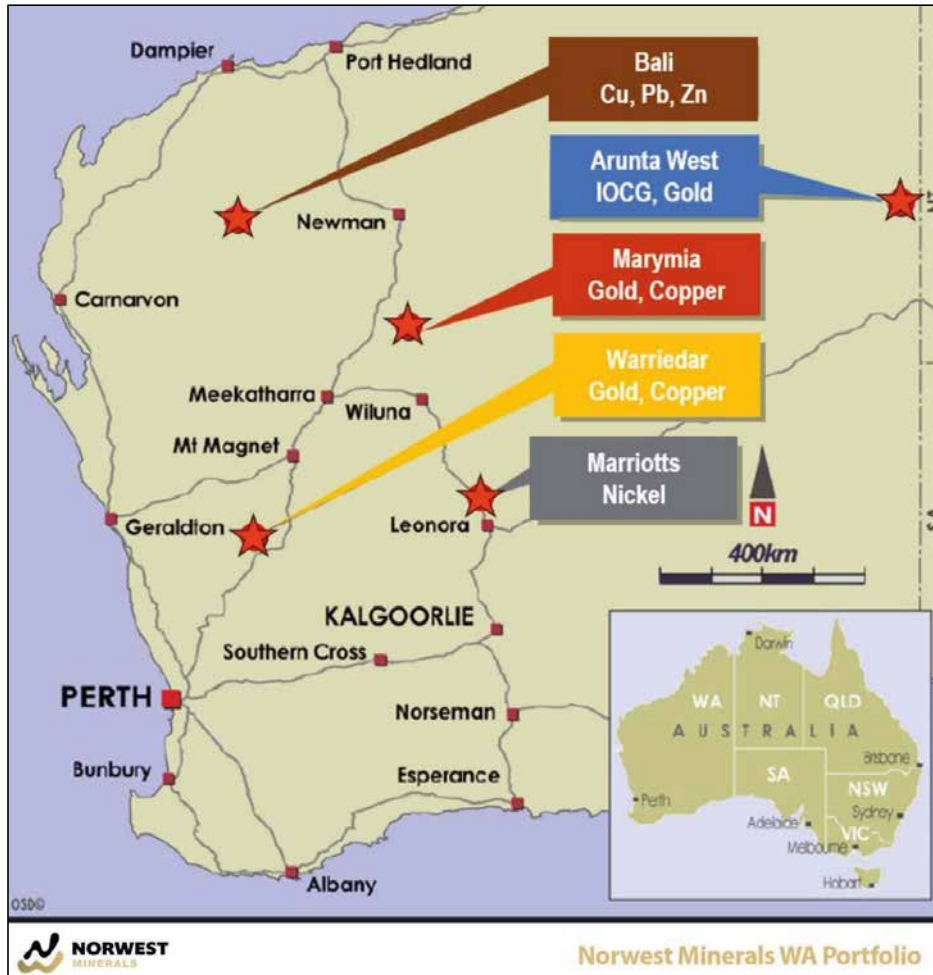 Dampier
Port Hedland
Bali
Cu, Pb, Zn
Arunta West
IOCG, Gold
Newman
Marymia
Gold, Copper
Carnarvon
Warriedar
Gold, Copper
Meekatharra
Wiluna
Mt Magnet
Marriotts
Nickel
Geraldton
Leonora
N
400km
KALGOORLIE
Southern Cross
PERTH
Norseman
Bunbury
Esperance
Albany
Darwin
WA
NT
QLD
AUSTRALIA
Brisbane
SA
NSW
Perth
Sydney
Adelaide
VIC
Melbourne
Hobart
OSD©
NORWEST
MINERALS
Norwest Minerals WA Portfolio